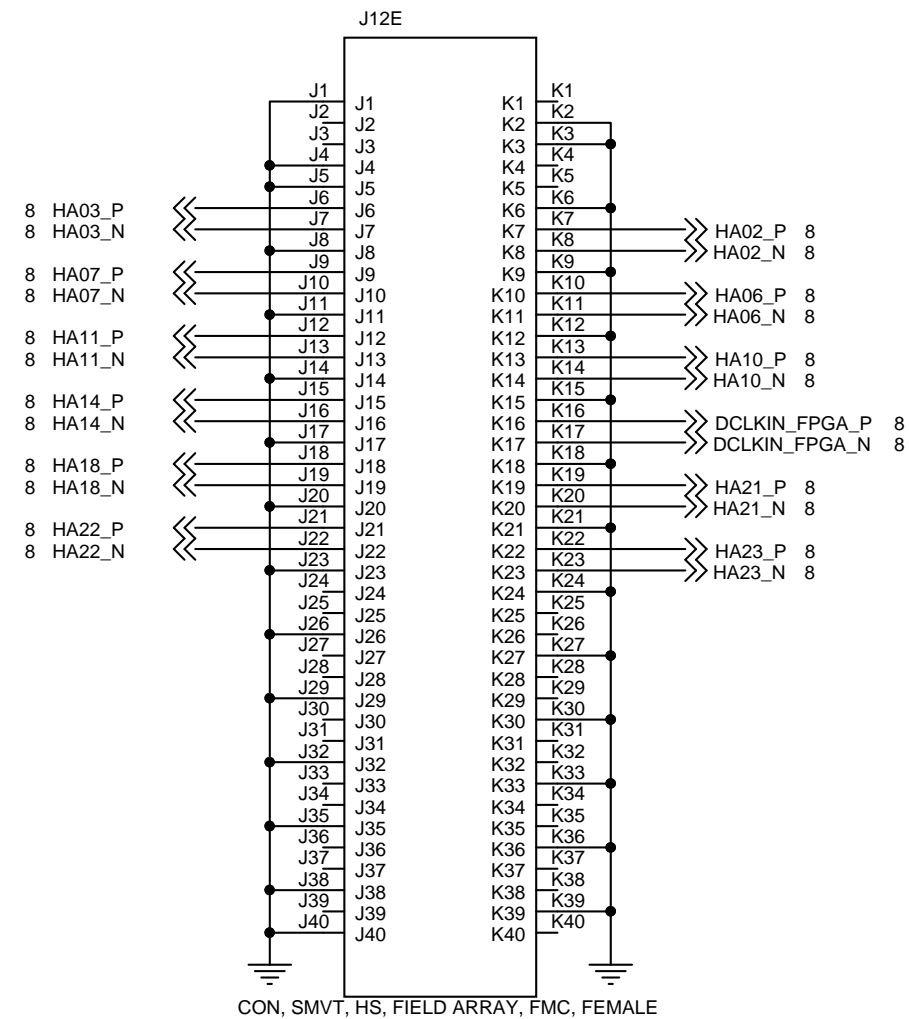 J12E
J1 J1 K1 K1
J2 J2 K2 K2
J3 J3 K3 K3
J4 J4 K4 K4
J5 J5 K5 K5
8 HA03_P J6 J6 K6 K6
8 HA03_N J7 J7 K7 K7 HA02_P 8
J8 J8 K8 K8 HA02_N 8
8 HA07_P J9 J9 K9 K9
8 HA07_N J10 J10 K10 K10 HA06_P 8
J11 J11 K11 K11 HA06_N 8
8 HA11_P J12 J12 K12 K12
8 HA11_N J13 J13 K13 K13 HA10_P 8
J14 J14 K14 K14 HA10_N 8
8 HA14_P J15 J15 K15 K15
8 HA14_N J16 J16 K16 K16 DCLKIN_FPGA_P 8
J17 J17 K17 K17 DCLKIN_FPGA_N 8
8 HA18_P J18 J18 K18 K18
8 HA18_N J19 J19 K19 K19 HA21_P 8
J20 J20 K20 K20 HA21_N 8
8 HA22_P J21 J21 K21 K21
8 HA22_N J22 J22 K22 K22 HA23_P 8
J23 J23 K23 K23 HA23_N 8
J24 J24 K24 K24
J25 J25 K25 K25
J26 J26 K26 K26
J27 J27 K27 K27
J28 J28 K28 K28
J29 J29 K29 K29
J30 J30 K30 K30
J31 J31 K31 K31
J32 J32 K32 K32
J33 J33 K33 K33
J34 J34 K34 K34
J35 J35 K35 K35
J36 J36 K36 K36
J37 J37 K37 K37
J38 J38 K38 K38
J39 J39 K39 K39
J40 J40 K40 K40
CON, SMVT, HS, FIELD ARRAY, FMC, FEMALE